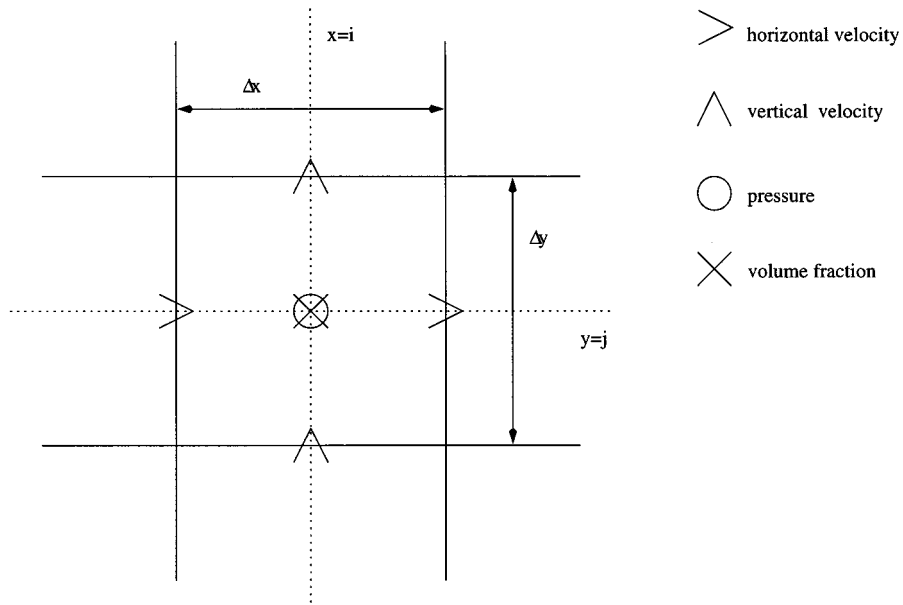 x=i
Δx
Δy
y=j
horizontal velocity
vertical velocity
pressure
volume fraction